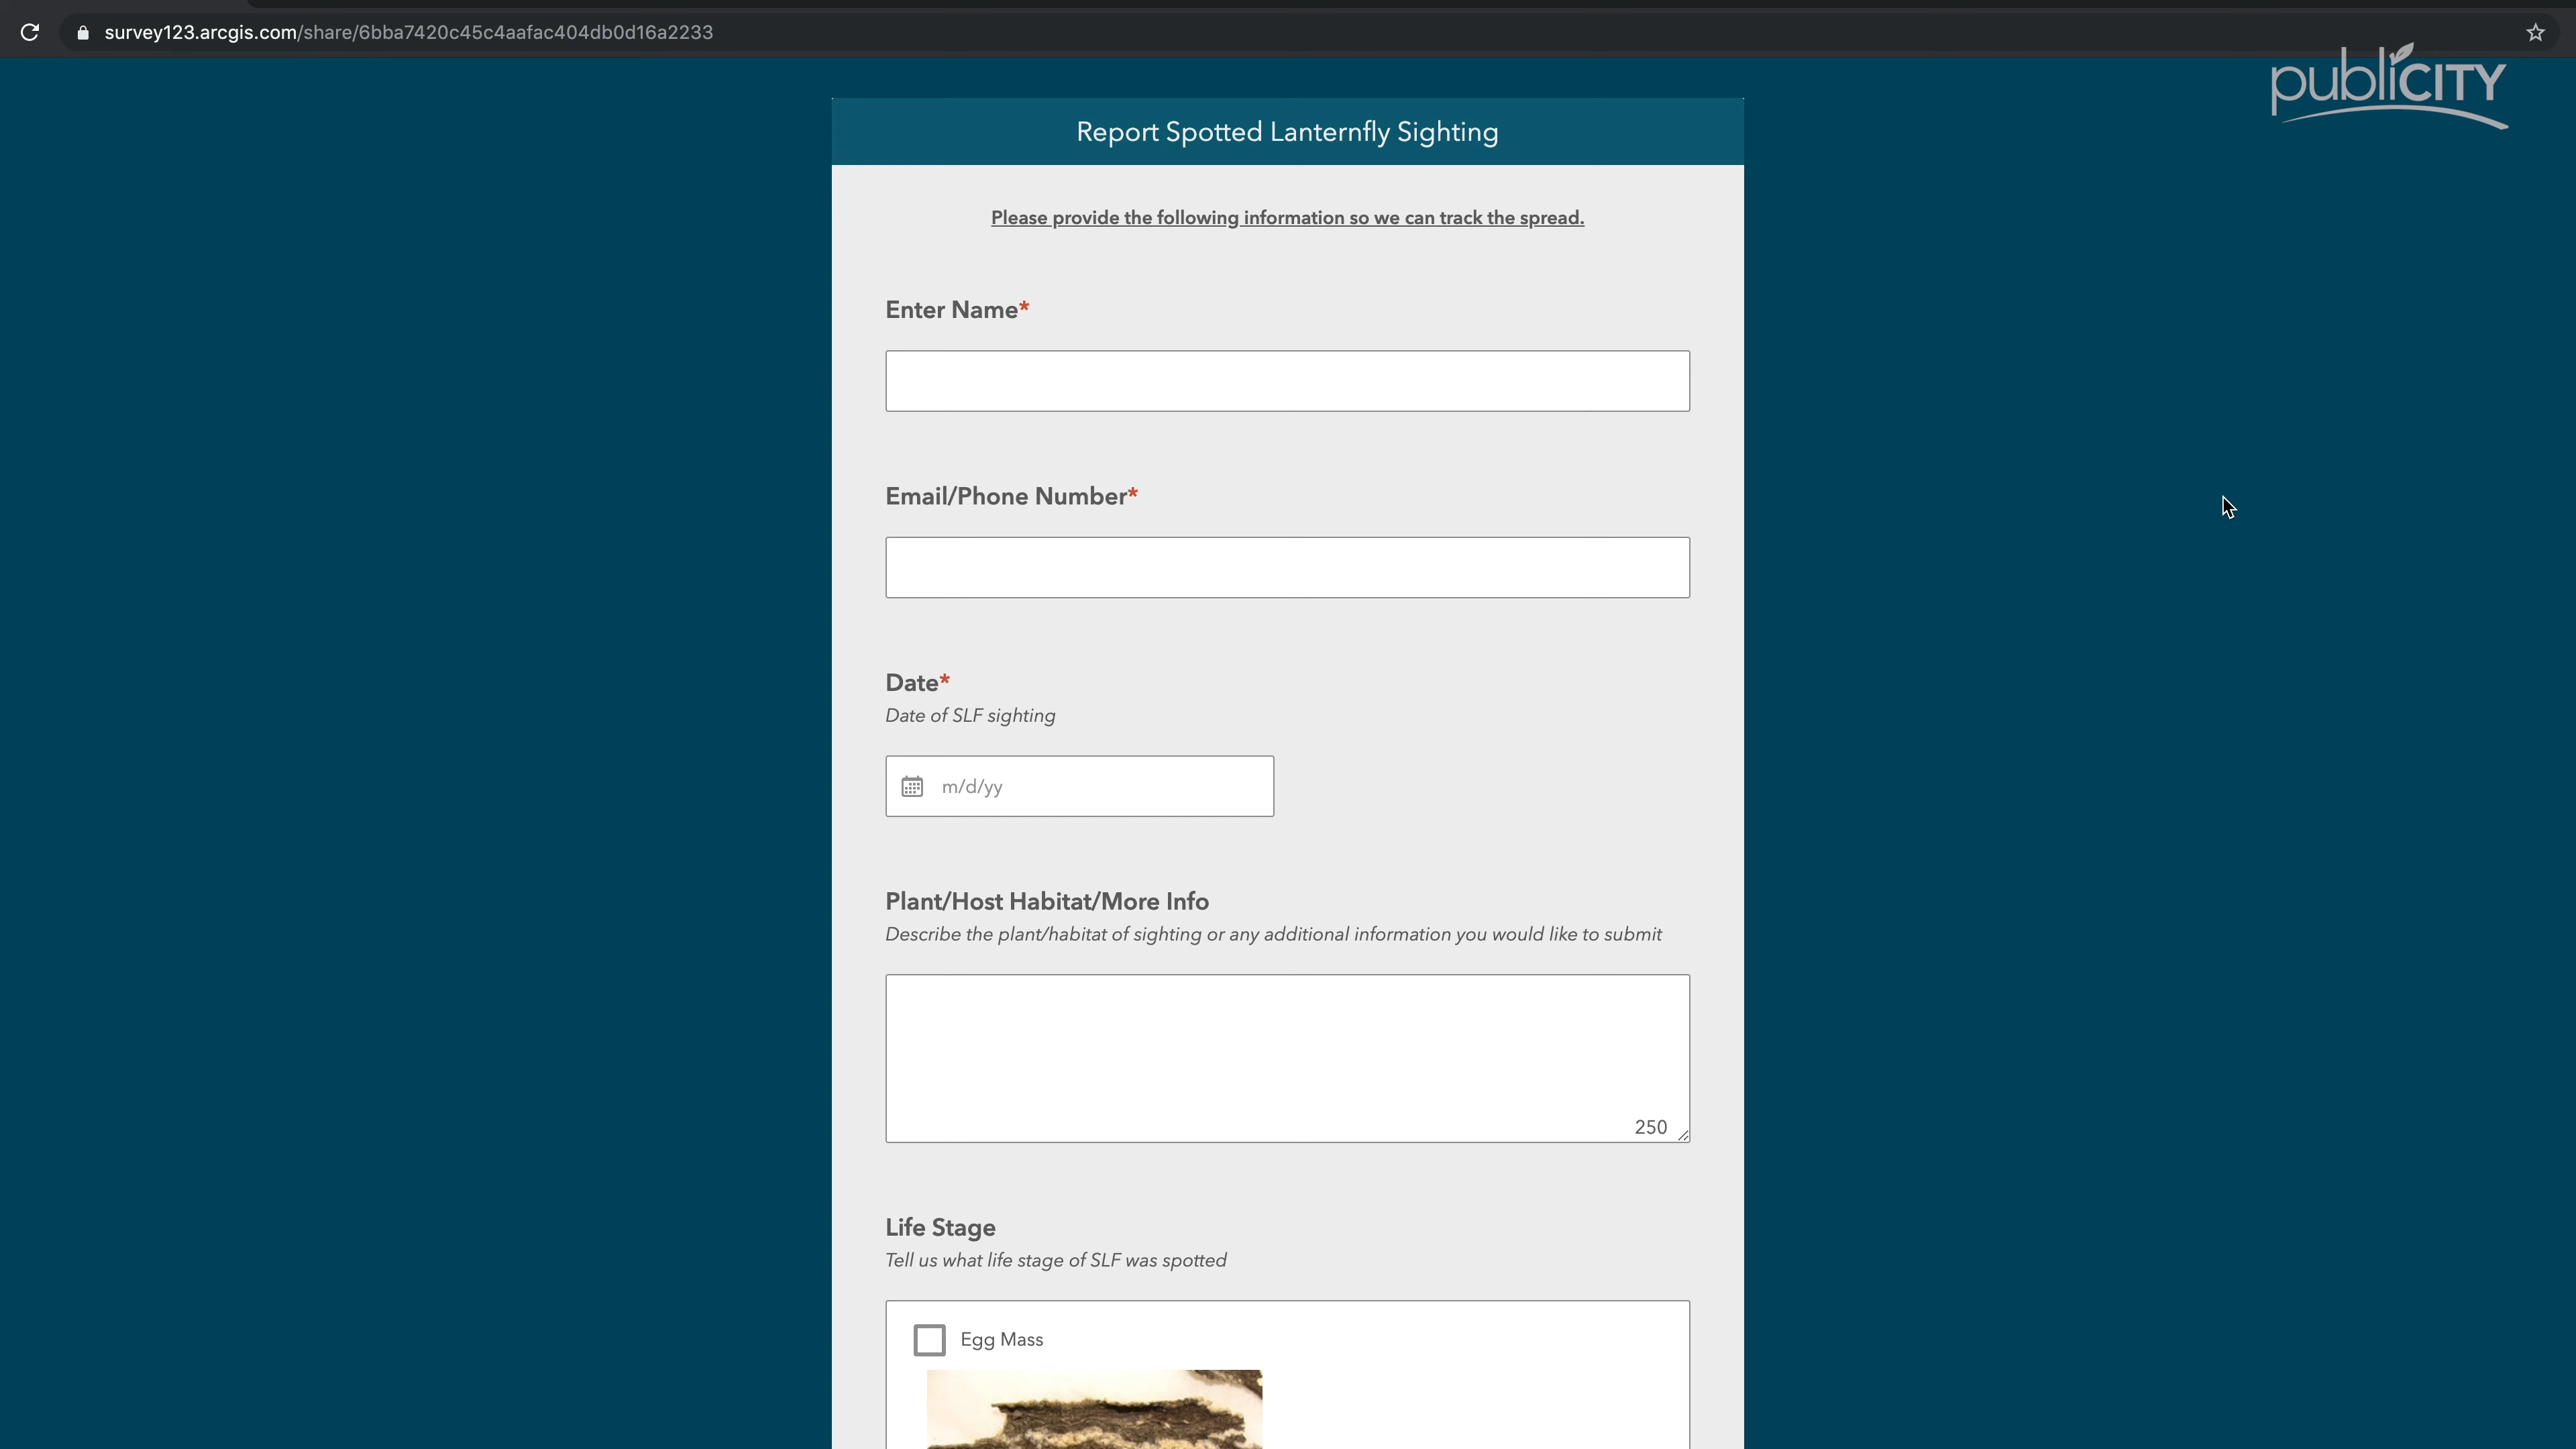 survey123.arcgis.com/share/6bba7420c45c4aafac404db0d16a2233
publiCITY
Report Spotted Lanternfly Sighting
Please provide the following information so we can track the spread.
Enter Name*
Email/Phone Number*
Date*
Date of SLF sighting
m/d/yy
Plant/Host Habitat/More Info
Describe the plant/habitat of sighting or any additional information you would like to submit
250
Life Stage
Tell us what life stage of SLF was spotted
Egg Mass